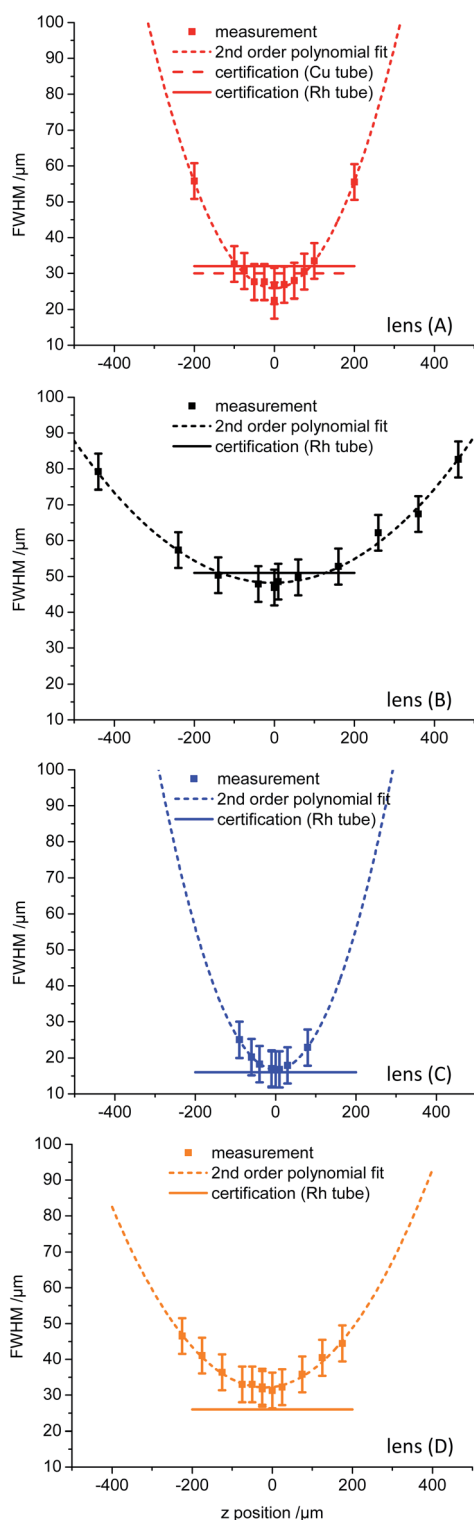 measurement
2nd order polynomial fit
certification (Cu tube)
certification (Rh tube)
FWHM /µm
100
90
80
70
60
50
40
30
20
10
-400 -200 0 200 400
lens (A)
measurement
2nd order polynomial fit
certification (Rh tube)
FWHM /µm
100
90
80
70
60
50
40
30
20
10
-400 -200 0 200 400
lens (B)
measurement
2nd order polynomial fit
certification (Rh tube)
FWHM /µm
100
90
80
70
60
50
40
30
20
10
-400 -200 0 200 400
lens (C)
measurement
2nd order polynomial fit
certification (Rh tube)
FWHM /µm
100
90
80
70
60
50
40
30
20
10
-400 -200 0 200 400
lens (D)
z position /µm